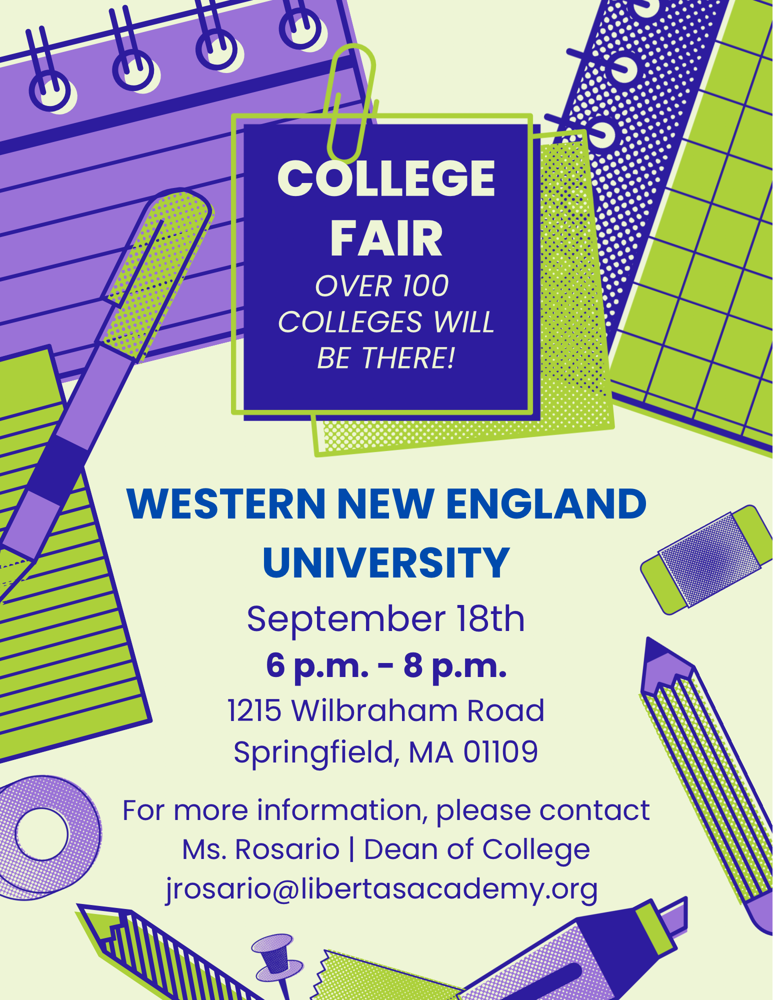 COLLEGE
FAIR
OVER 100
COLLEGES WILL
BE THERE!
WESTERN NEW ENGLAND
UNIVERSITY
September 18th
6 p.m. - 8 p.m.
1215 Wilbraham Road
Springfield, MA 01109
For more information, please contact
Ms. Rosario | Dean of College
jrosario@libertasacademy.org